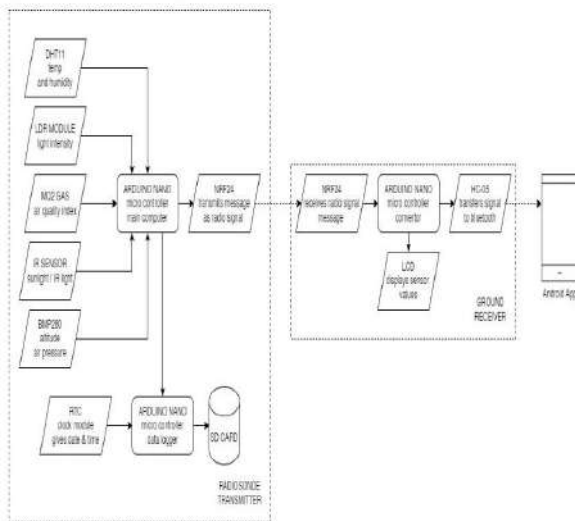 DHT11
temp
and humidity
LDR MODULE
light intensity
MQ2 GAS
air quality index
IR SENSOR
sunlight / IR light
BMP280
altitude
air pressure
ARDUINO NANO
micro controller
main computer
NRF24
transmits message
as radio signal
RTC
clock module
gives date & time
ARDUINO NANO
micro controller
data logger
SD CARD
RADIOSONDE
TRANSMITTER
NRF24
receives radio signal
message
ARDUINO NANO
micro controller
convertor
HC-05
transfers signal
to bluetooth
LCD
displays sensor
values
GROUND
RECEIVER
Android App